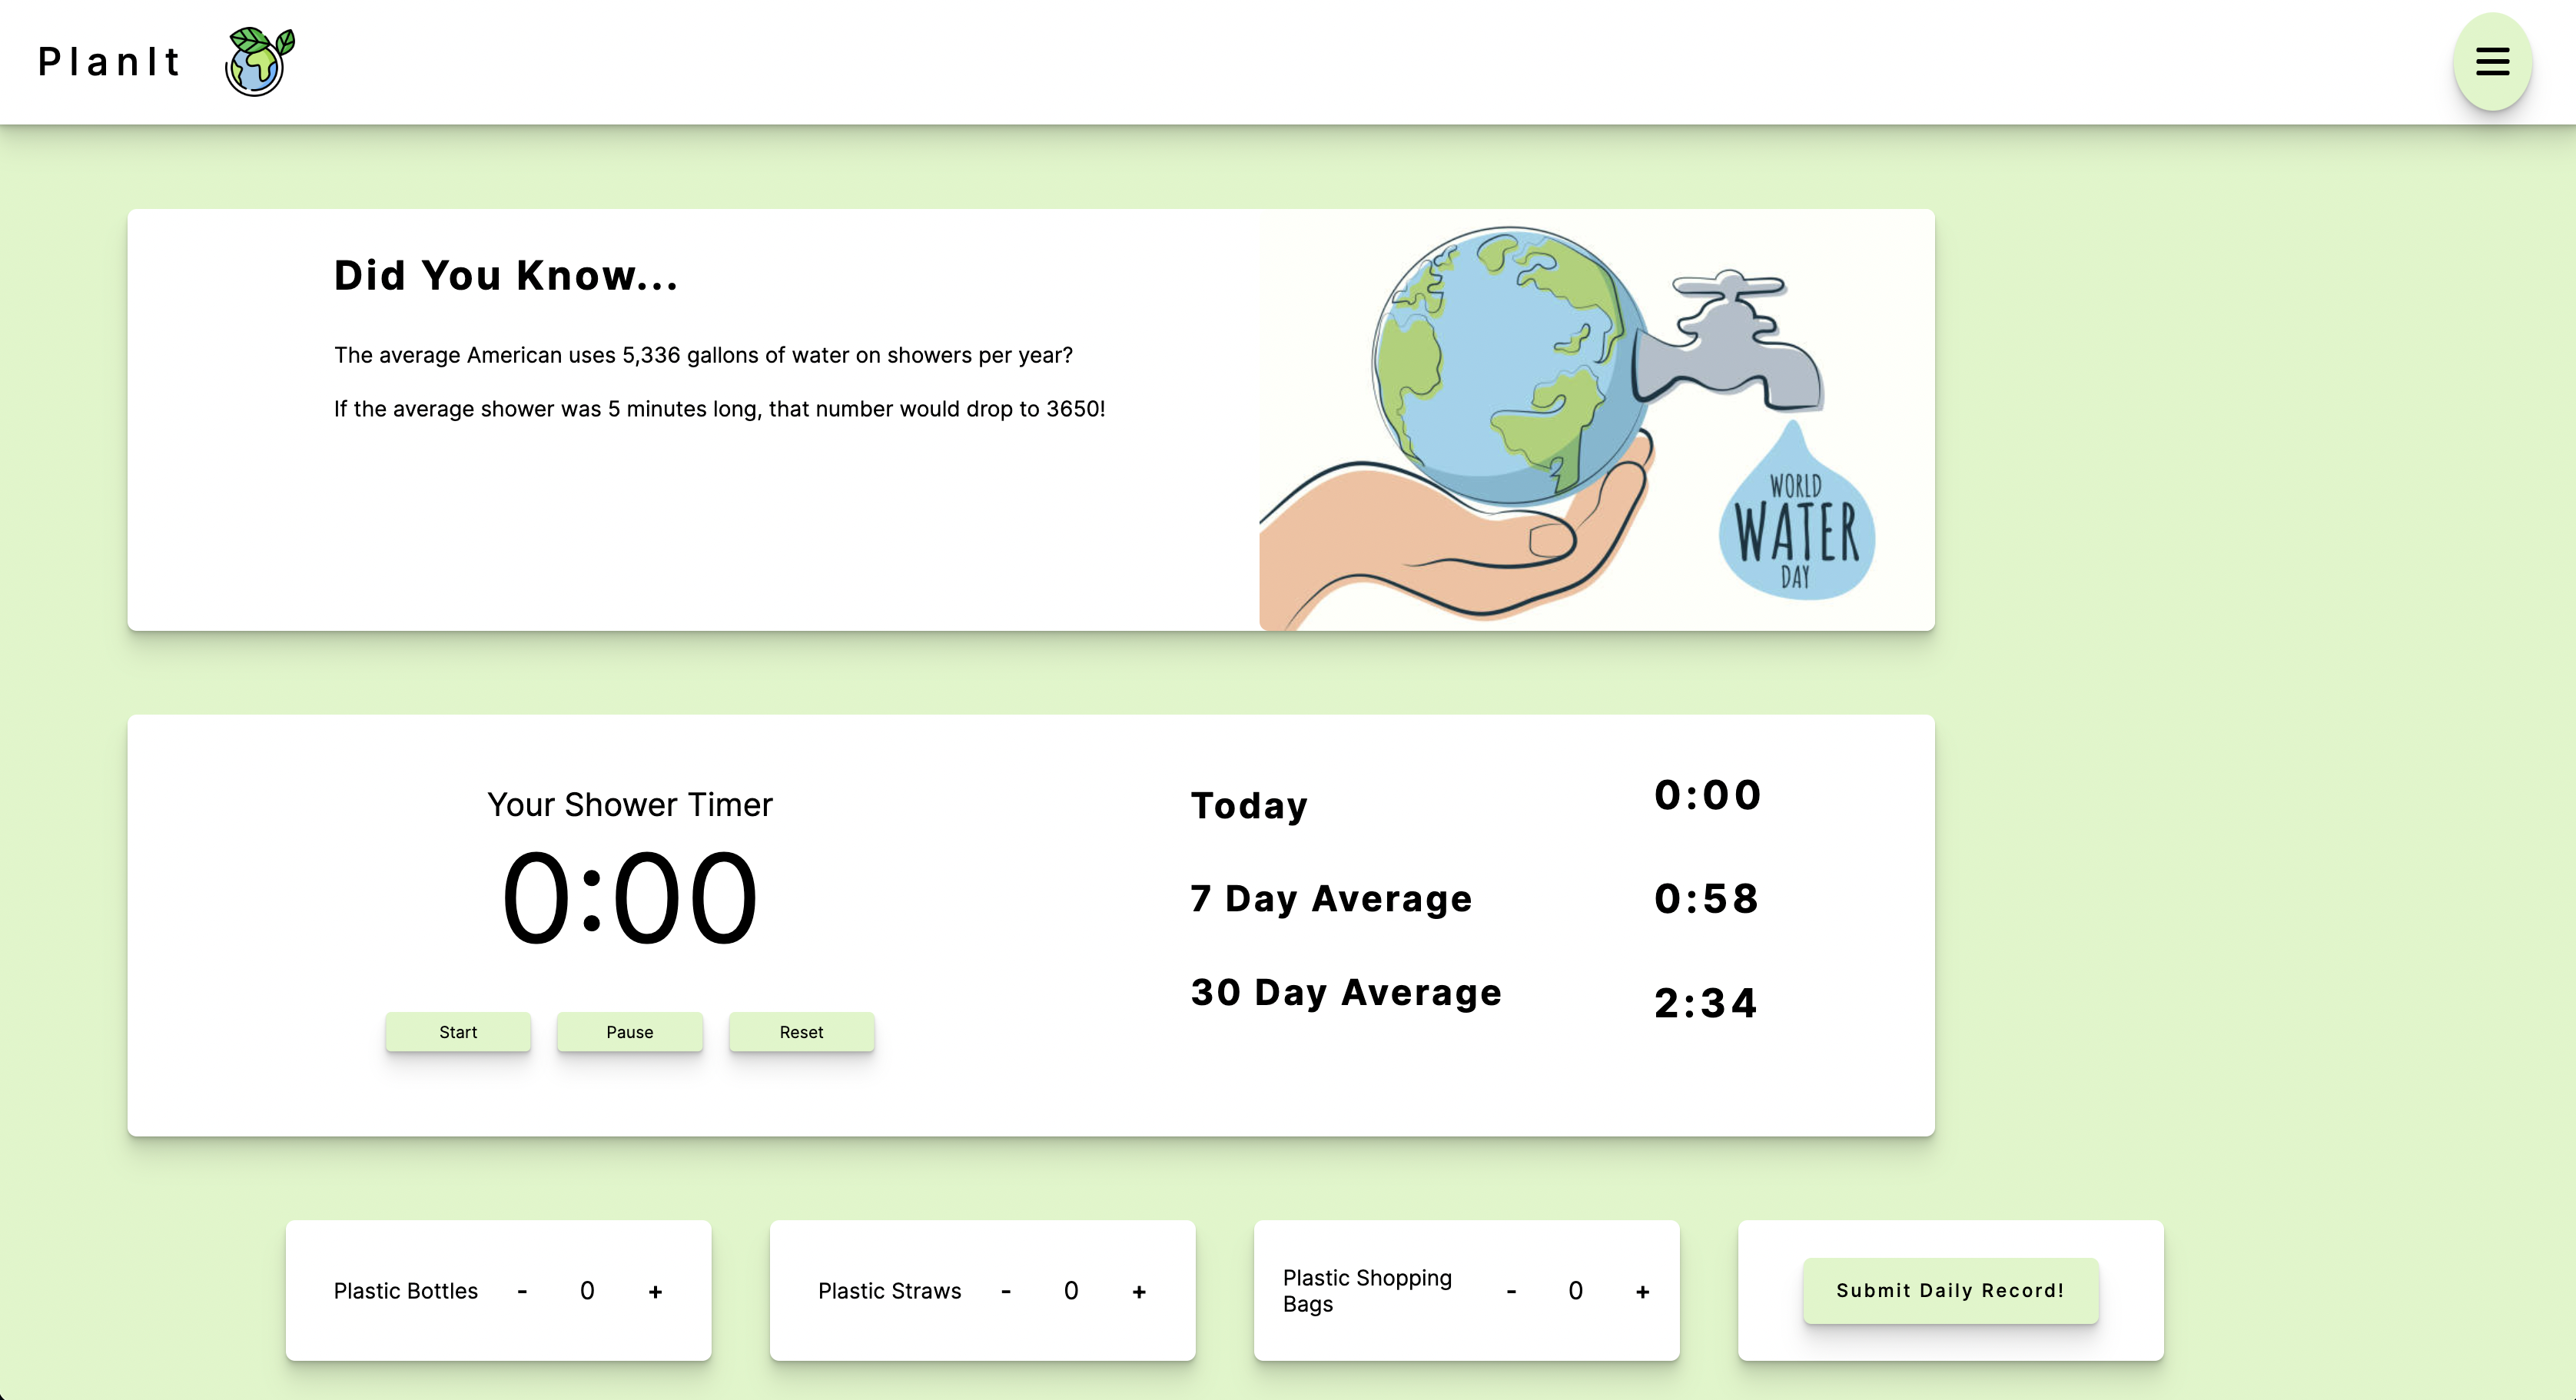 PlanIt
Did You Know...
The average American uses 5,336 gallons of water on showers per year?
If the average shower was 5 minutes long, that number would drop to 3650!
WORLD
WATER
DAY
Your Shower Timer
0:00
Start Pause Reset
Today 0:00
7 Day Average 0:58
30 Day Average 2:34
Plastic Bottles - 0 +
Plastic Straws - 0 +
Plastic Shopping
Bags - 0 +
Submit Daily Record!